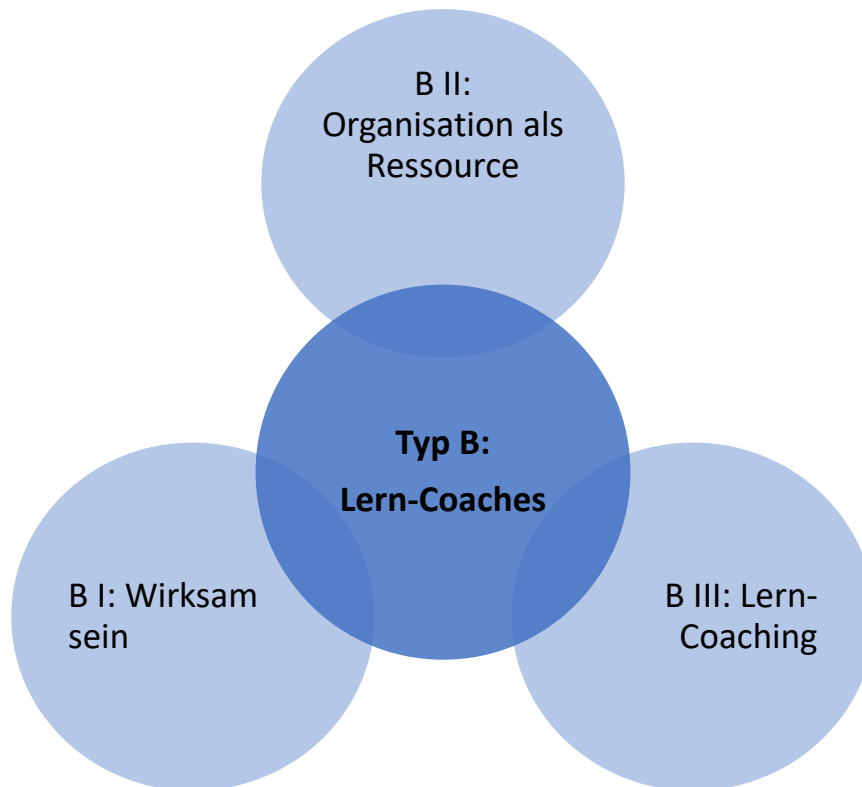 B II:
Organisation als
Ressource
Typ B:
Lern-Coaches
B I: Wirksam
sein
B III: Lern-
Coaching